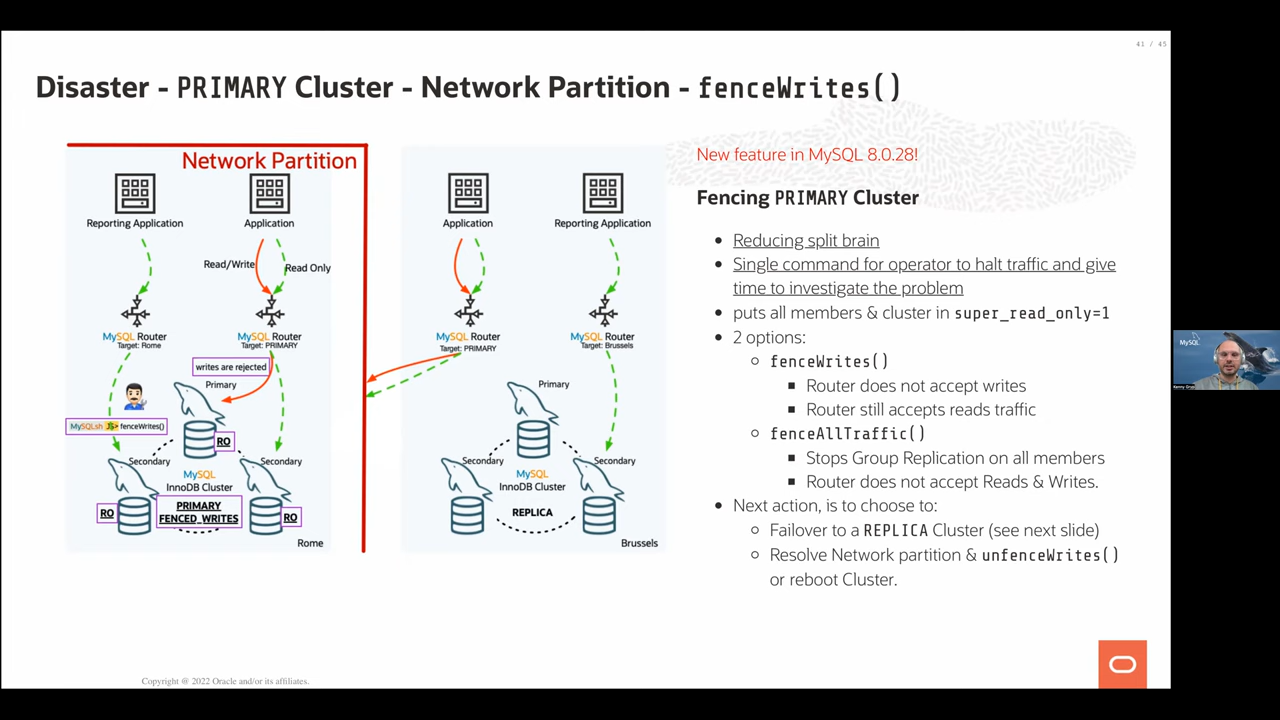 41 / 45
Disaster - PRIMARY Cluster - Network Partition - fenceWrites()
Network Partition
Reporting Application
Application
Read/Write
Read Only
MySQL Router
Target: Rome
MySQL Router
Target: PRIMARY
writes are rejected
Primary
MySQLsh JS> fenceWrites()
RO
Secondary
Secondary
MySQL
InnoDB Cluster
RO
PRIMARY
FENCED_WRITES
RO
Rome
Application
Reporting Application
MySQL Router
Target: PRIMARY
MySQL Router
Target: Brussels
Primary
Secondary
Secondary
MySQL
InnoDB Cluster
REPLICA
Brussels
New feature in MySQL 8.0.28!
Fencing PRIMARY Cluster
Reducing split brain
Single command for operator to halt traffic and give
time to investigate the problem
puts all members & cluster in super_read_only=1
2 options:
fenceWrites()
Router does not accept writes
Router still accepts reads traffic
fenceAllTraffic()
Stops Group Replication on all members
Router does not accept Reads & Writes.
Next action, is to choose to:
Failover to a REPLICA Cluster (see next slide)
Resolve Network partition & unfenceWrites()
or reboot Cluster.
Copyright @ 2022 Oracle and/or its affiliates.
MySQL